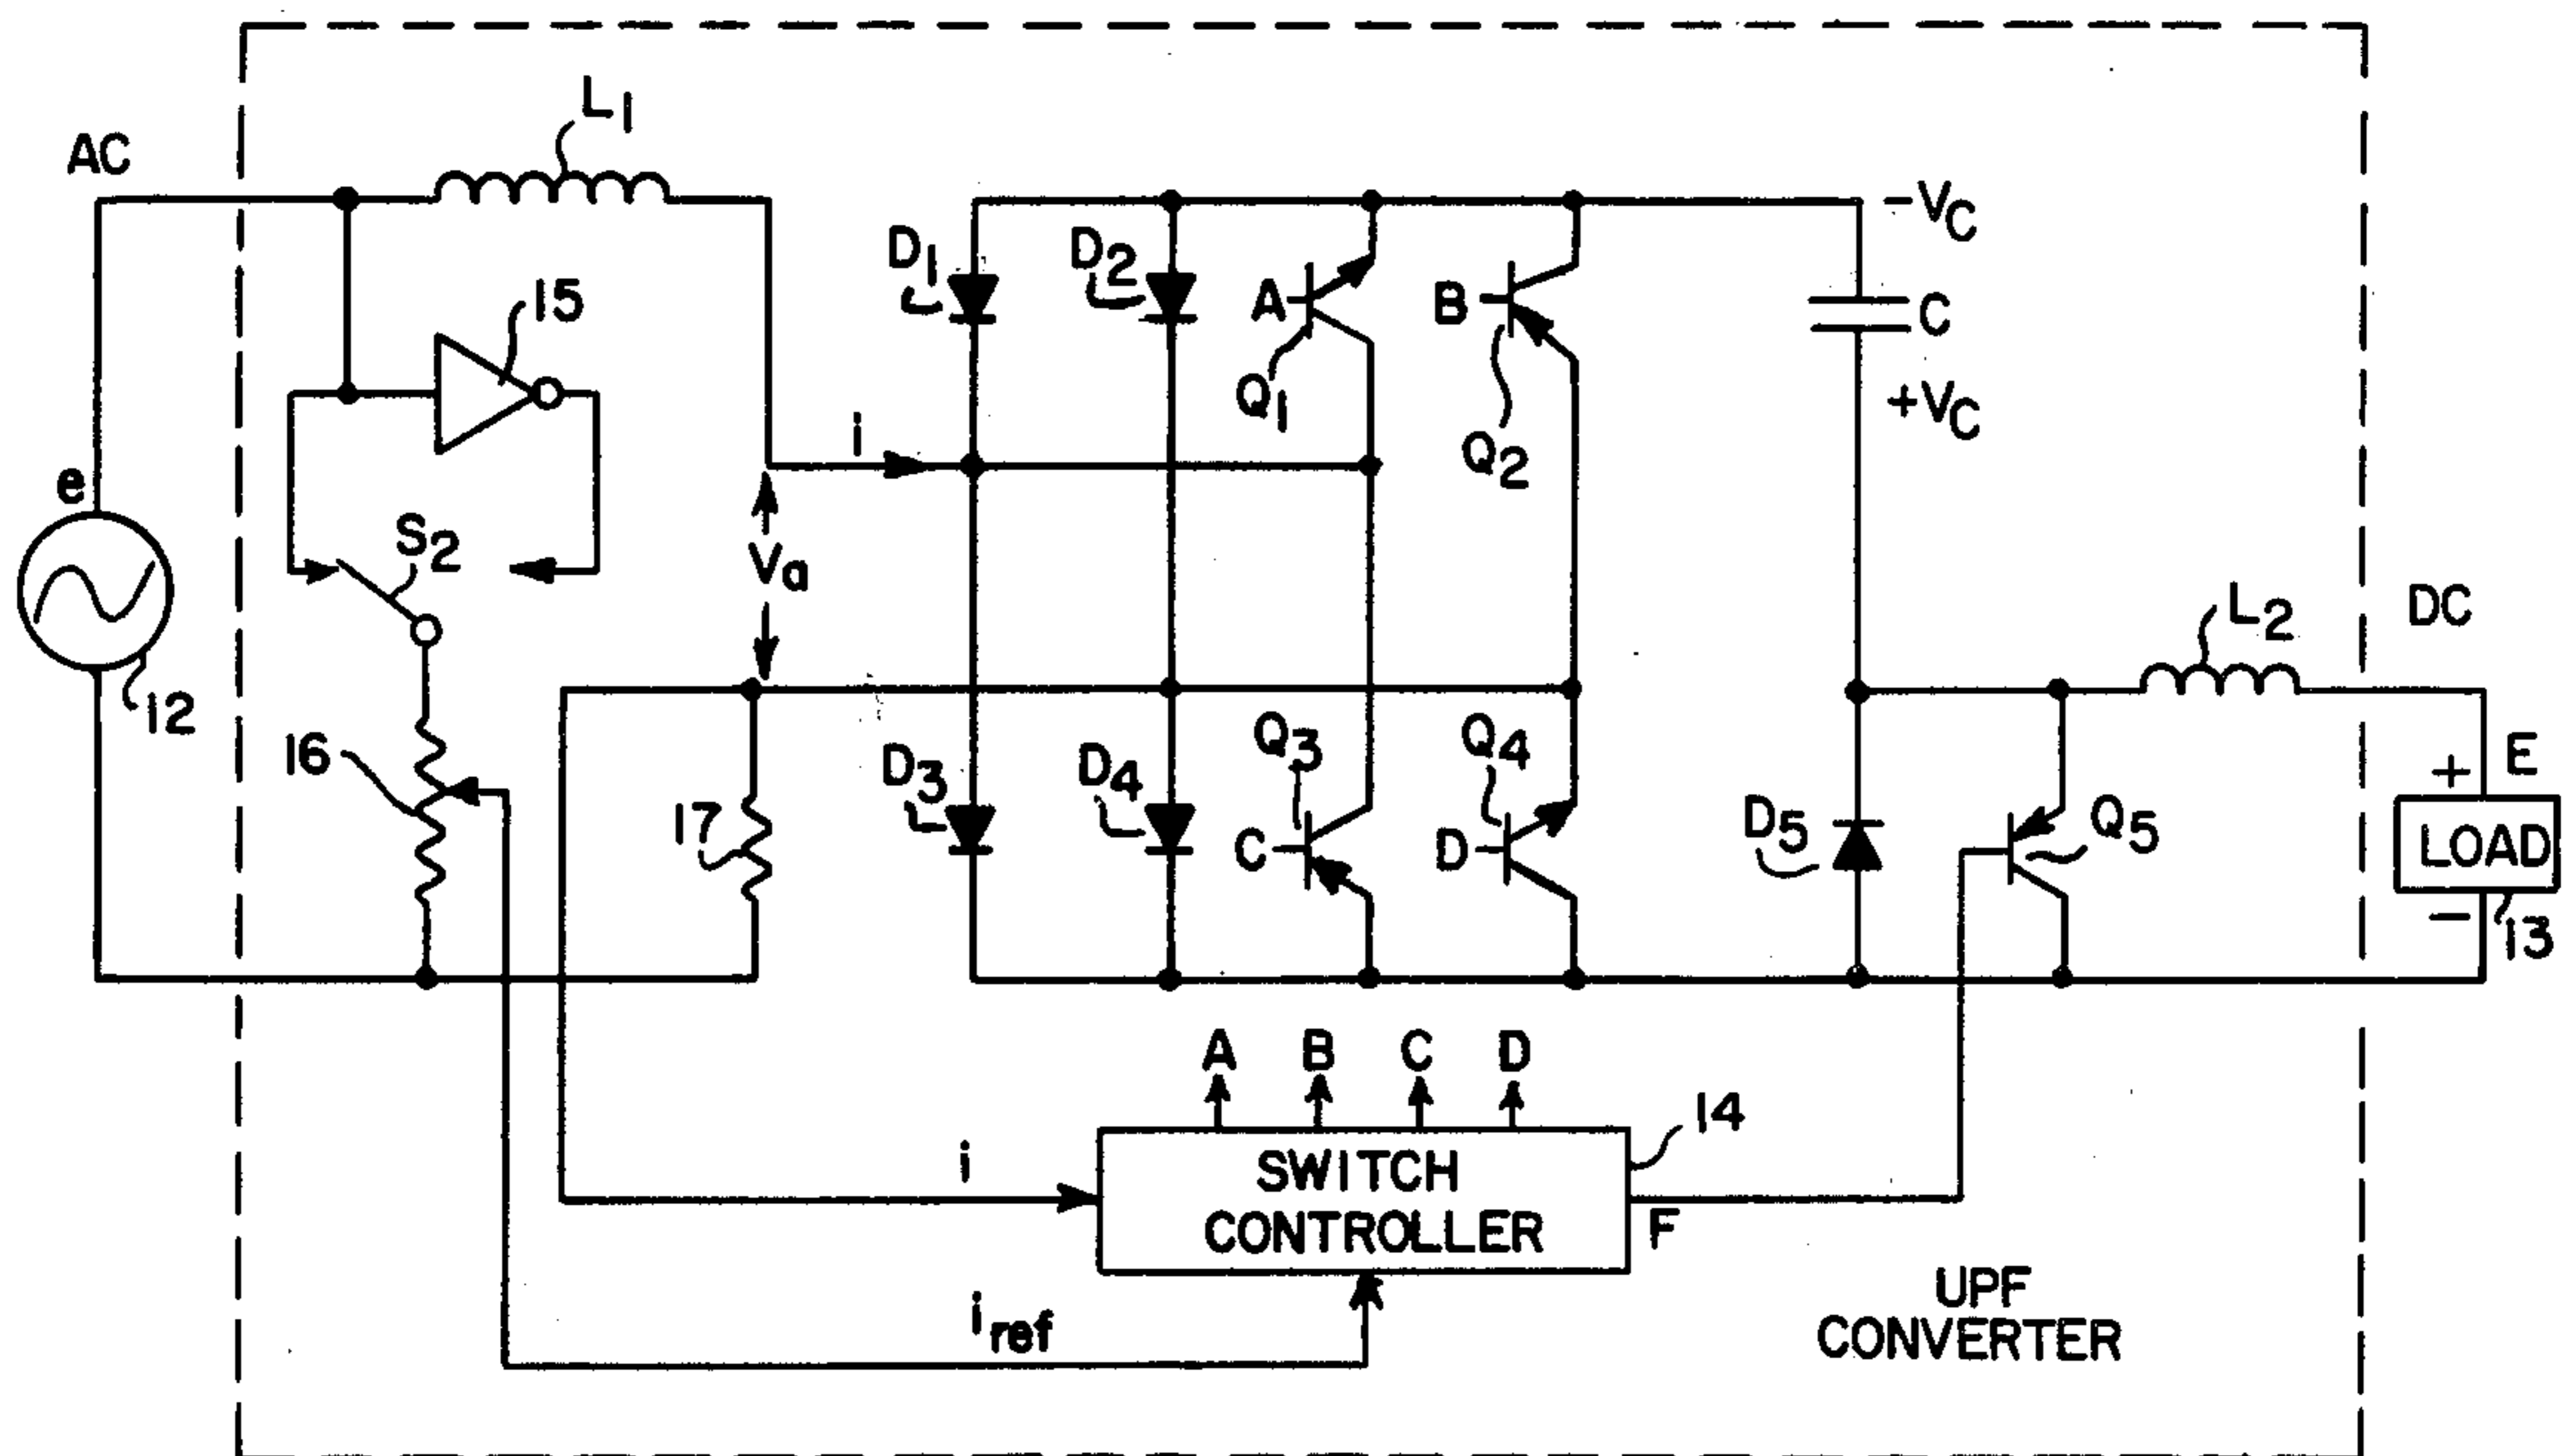 AC
L1
e
12
15
S2
16
17
i
Va
D1
D2
A
Q1
B
Q2
-VC
C
+VC
D3
D4
Q3
C
Q4
D
D5
Q5
L2
DC
E
+
LOAD
-
13
A B C D
14
SWITCH
CONTROLLER
i
iref
F
UPF
CONVERTER